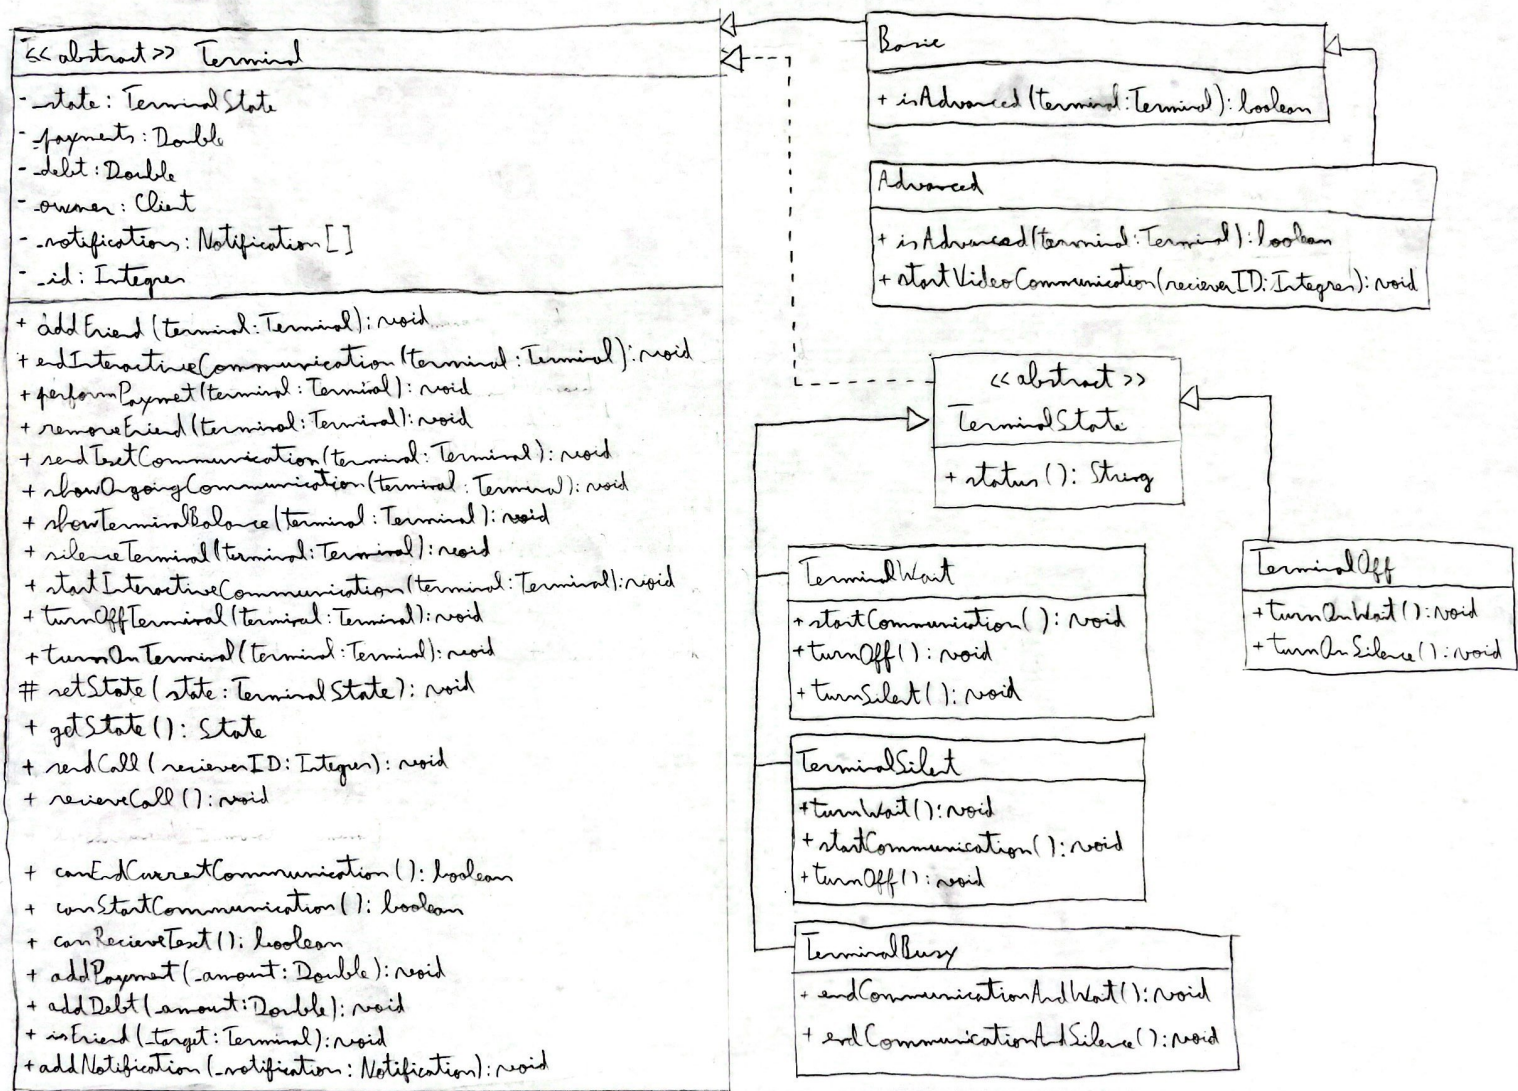 <<abstract>> Terminal
- _state: TerminalState
- _payments: Double
- _debt: Double
- _owner: Client
- _notifications: Notification[]
- _id: Integer
+ addFriend(terminal:Terminal): void
+ endInteractiveCommunication(terminal:Terminal): void
+ performPaymet(terminal:Terminal): void
+ removeFriend(terminal:Terminal): void
+ sendTextCommunication(terminal:Terminal): void
+ showOngoingCommunication(terminal:Terminal): void
+ showTerminalBalance(terminal:Terminal): void
+ silenceTerminal(terminal:Terminal): void
+ startInteractiveCommunication(terminal:Terminal): void
+ turnOffTerminal(terminal:Terminal): void
+ turnOnTerminal(terminal:Terminal): void
# setState(state:TerminalState): void
+ getState(): State
+ sendCall(recieverID:Integer): void
+ recieveCall(): void
+ canEndCurrentCommunication(): boolean
+ canStartCommunication(): boolean
+ canRecieveText(): boolean
+ addPayment(_amount:Double): void
+ addDebt(_amount:Double): void
+ isFriend(_target:Terminal): void
+ addNotification(_notification: Notification): void
Basic
+ isAdvanced(terminal:Terminal): boolean
Advanced
+ isAdvanced(terminal:Terminal): boolean
+ startVideoCommunication(recieverID:Integer): void
<<abstract>>
TerminalState
+ status(): String
TerminalWait
+ startCommunication(): void
+ turnOff(): void
+ turnSilent(): void
TerminalOff
+ turnOnWait(): void
+ turnOnSilence(): void
TerminalSilent
+ turnWait(): void
+ startCommunication(): void
+ turnOff(): void
TerminalBusy
+ endCommunicationAndWait(): void
+ endCommunicationAndSilence(): void